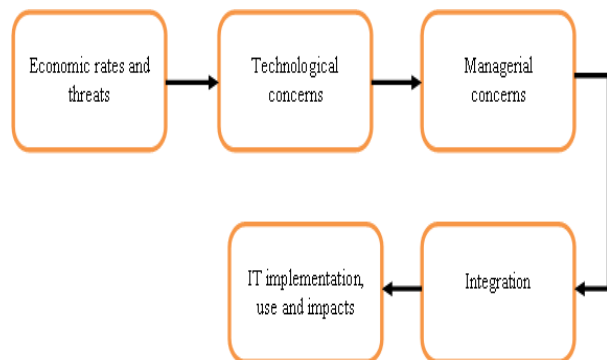 Economic rates and
threats
Technological
concerns
Managerial
concerns
IT implementation,
use and impacts
Integration